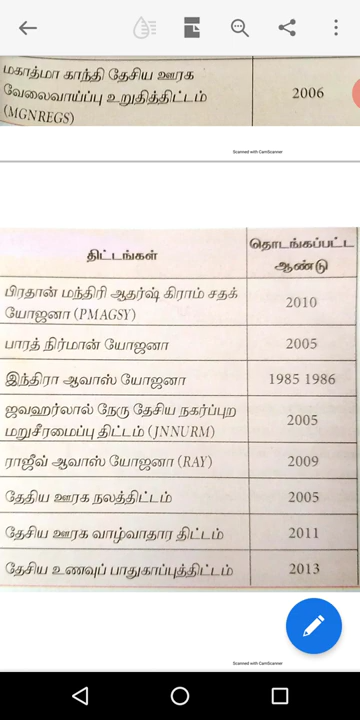 மகாத்மா காந்தி தேசிய ஊரக
வேலைவாய்ப்பு உறுதித்திட்டம் 2006
(MGNREGS)
Scanned with CamScanner
திட்டங்கள் தொடங்கப்பட்ட
ஆண்டு
பிரதான் மந்திரி ஆதர்ஷ் கிராம் சதக்
யோஜனா (PMAGSY) 2010
பாரத் நிர்மான் யோஜனா 2005
இந்திரா ஆவாஸ் யோஜனா 1985 1986
ஜவஹர்லால் நேரு தேசிய நகர்ப்புற
மறுசீரமைப்பு திட்டம் (JNNURM) 2005
ராஜீவ் ஆவாஸ் யோஜனா (RAY) 2009
தேதிய ஊரக நலத்திட்டம் 2005
தேசிய ஊரக வாழ்வாதார திட்டம் 2011
தேசிய உணவுப் பாதுகாப்புத்திட்டம் 2013
Scanned with CamScanner